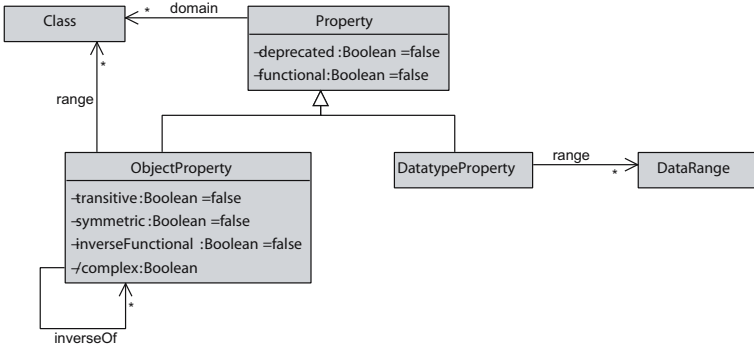 Class
*
domain
Property
-deprecated :Boolean =false
-functional:Boolean =false
*
range
ObjectProperty
-transitive:Boolean =false
-symmetric:Boolean =false
-inverseFunctional :Boolean =false
-/complex:Boolean
*
inverseOf
DatatypeProperty
range
*
DataRange